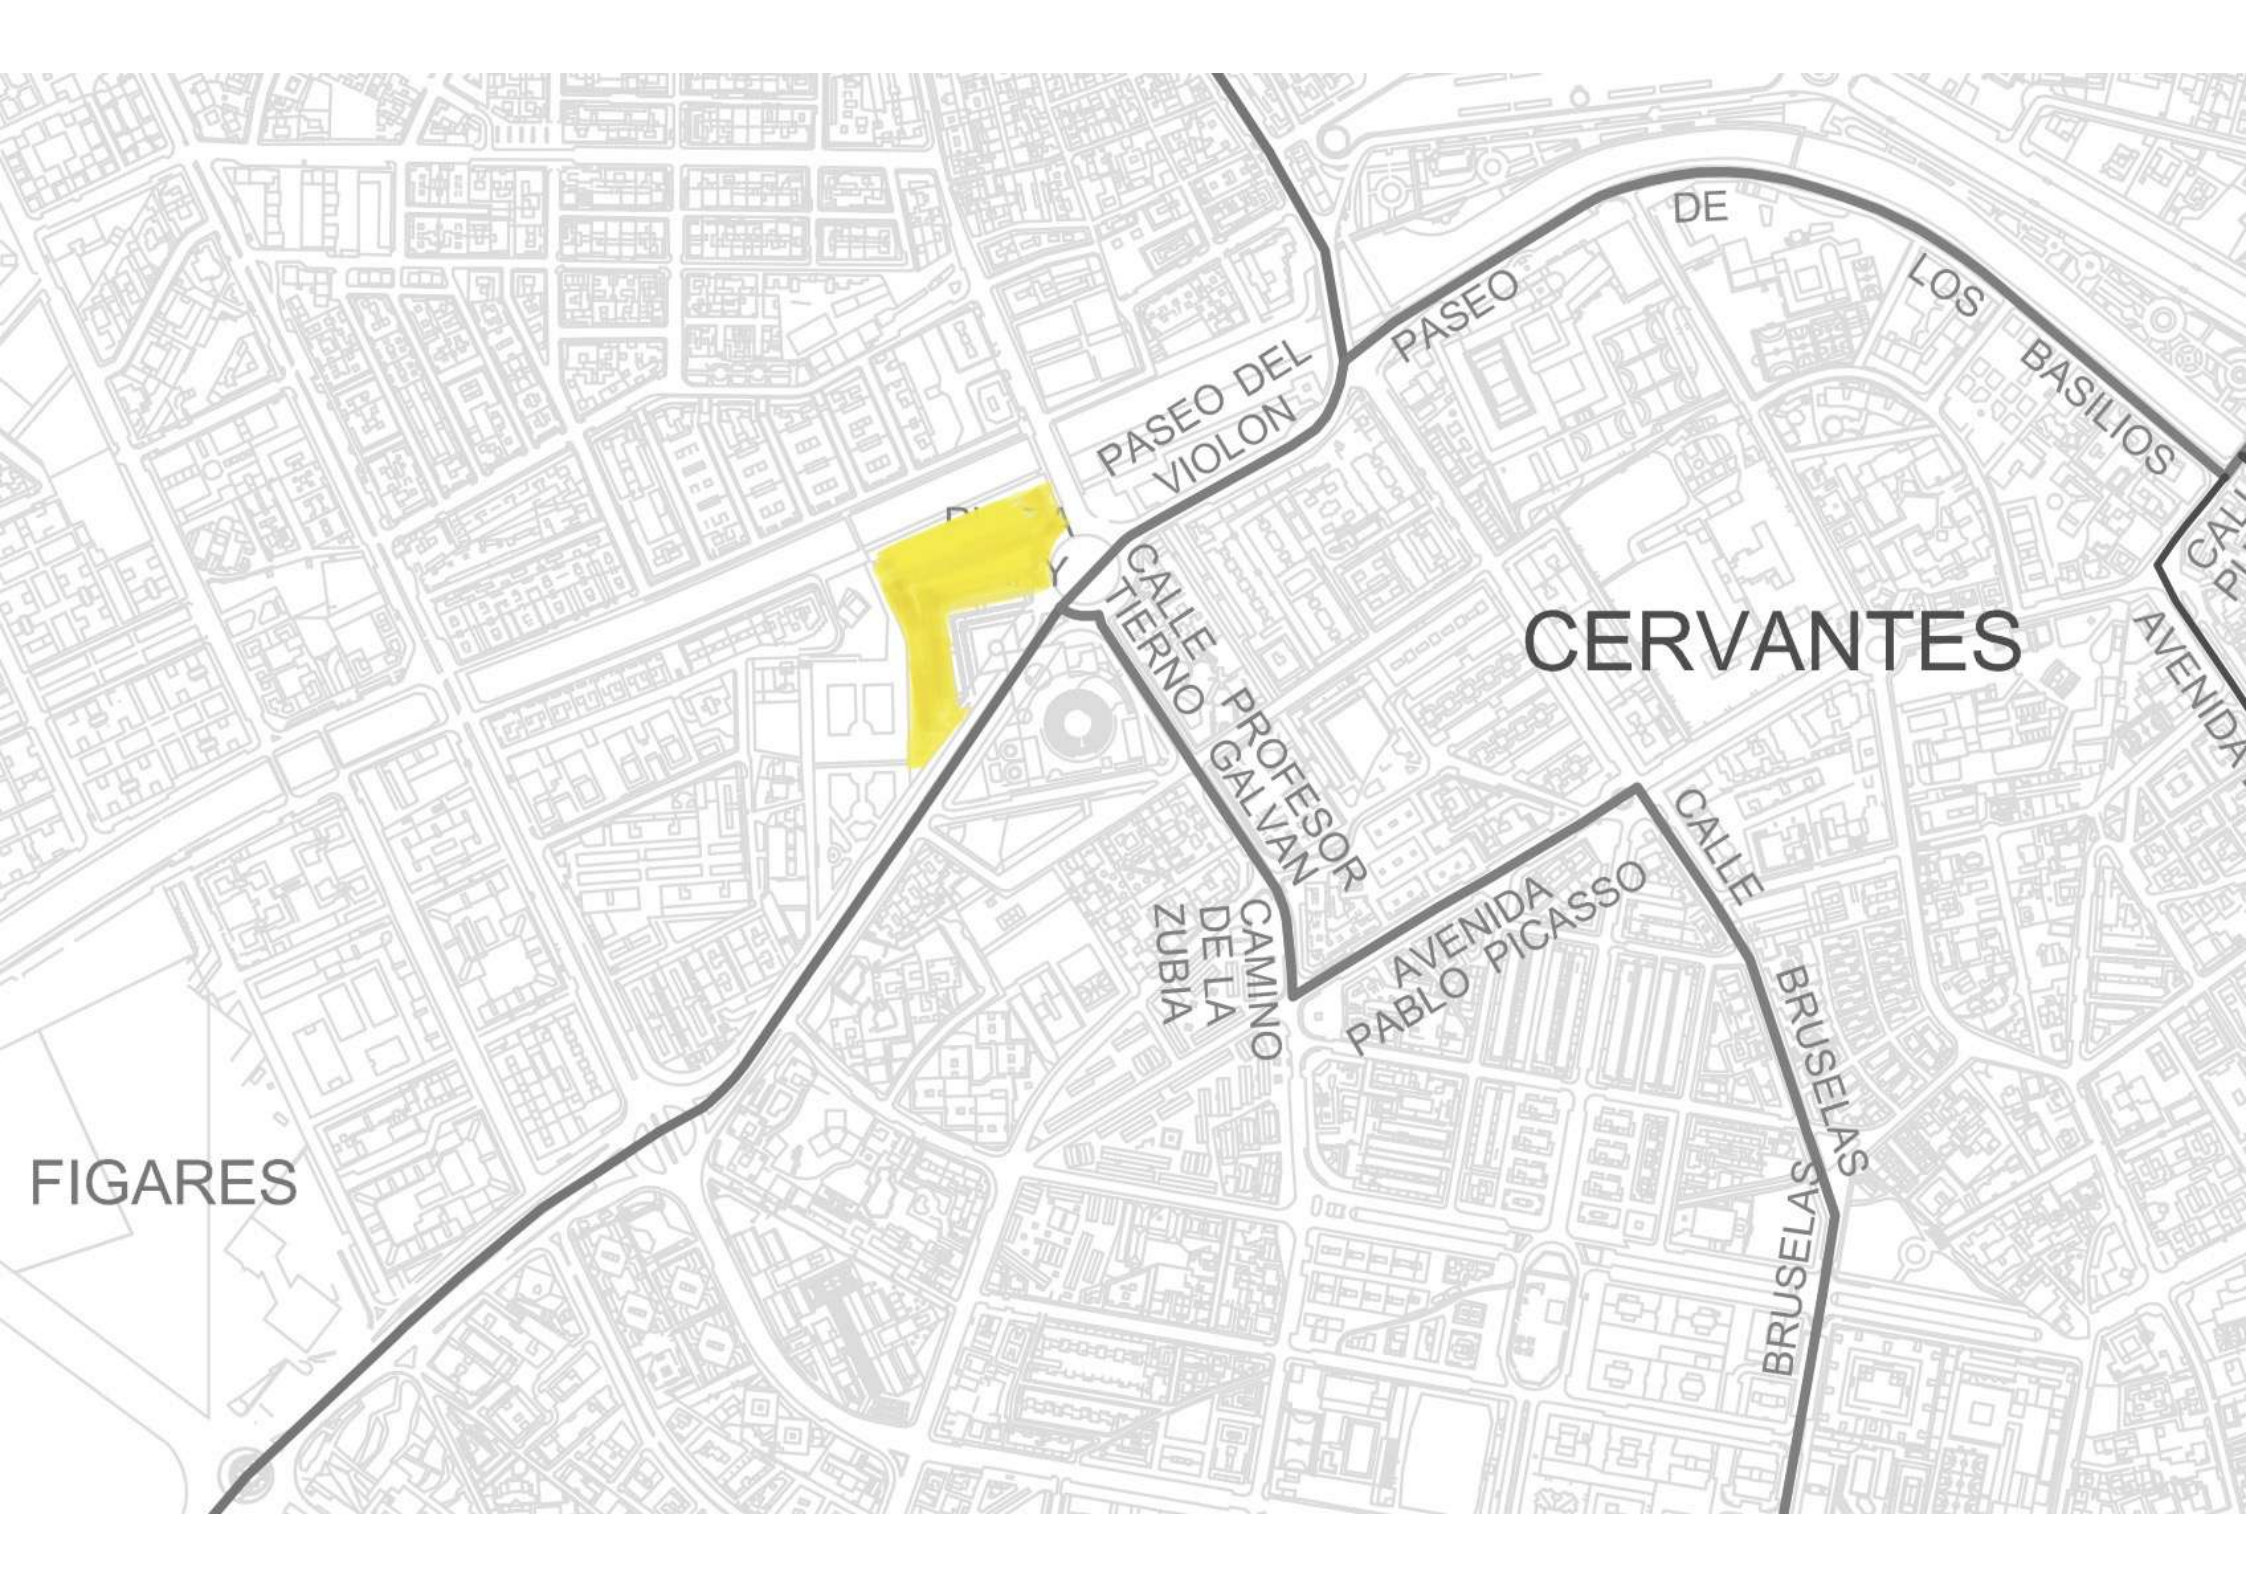 DE
LOS
BASILIOS
PASEO
PASEO DEL
VIOLON
CALLE
TIERNO
PROFESOR
GALVAN
CERVANTES
AVENIDA
CALLE
AVENIDA
PABLO PICASSO
CAMINO
DE LA
ZUBIA
BRUSELAS
BRUSELAS
FIGARES